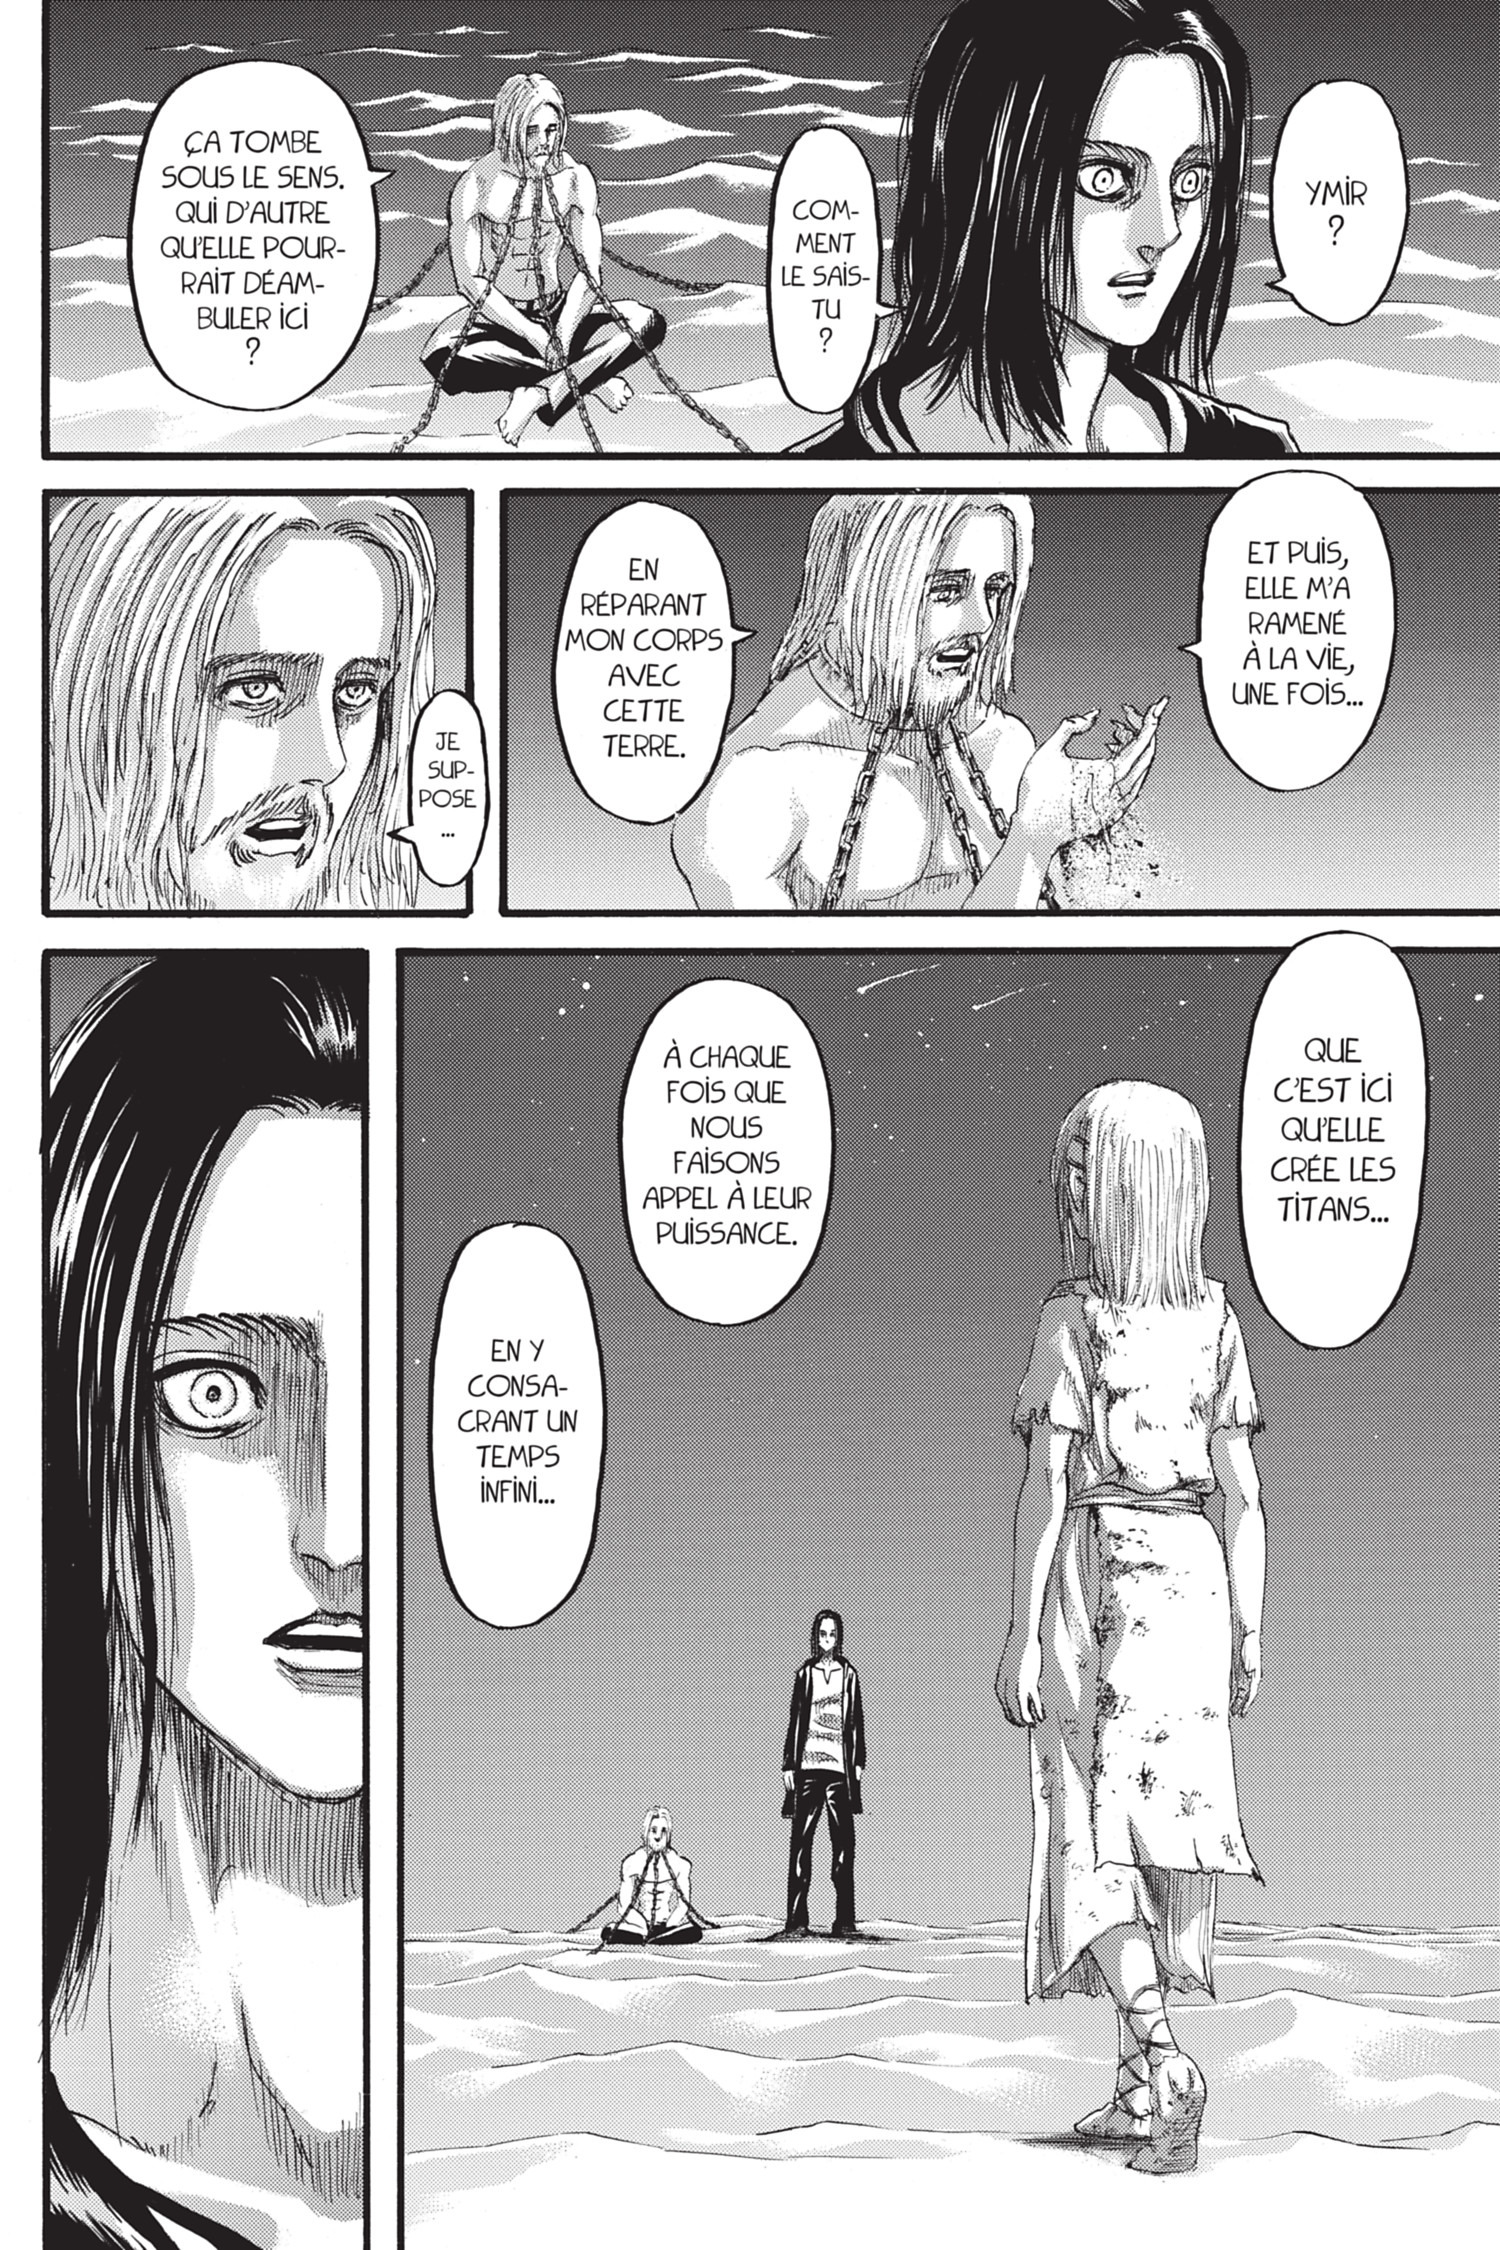 YMIR
?
COM-
MENT
LE SAIS-
TU
?
ÇA TOMBE
SOUS LE SENS.
QUI D'AUTRE
QU'ELLE POUR-
RAIT DÉAM-
BULER ICI
?
ET PUIS,
ELLE M'A
RAMENÉ
À LA VIE,
UNE FOIS...
EN
RÉPARANT
MON CORPS
AVEC
CETTE
TERRE.
JE
SUP-
POSE
...
QUE
C'EST ICI
QU'ELLE
CRÉE LES
TITANS...
À CHAQUE
FOIS QUE
NOUS
FAISONS
APPEL À LEUR
PUISSANCE.
EN Y
CONSA-
CRANT UN
TEMPS
INFINI...